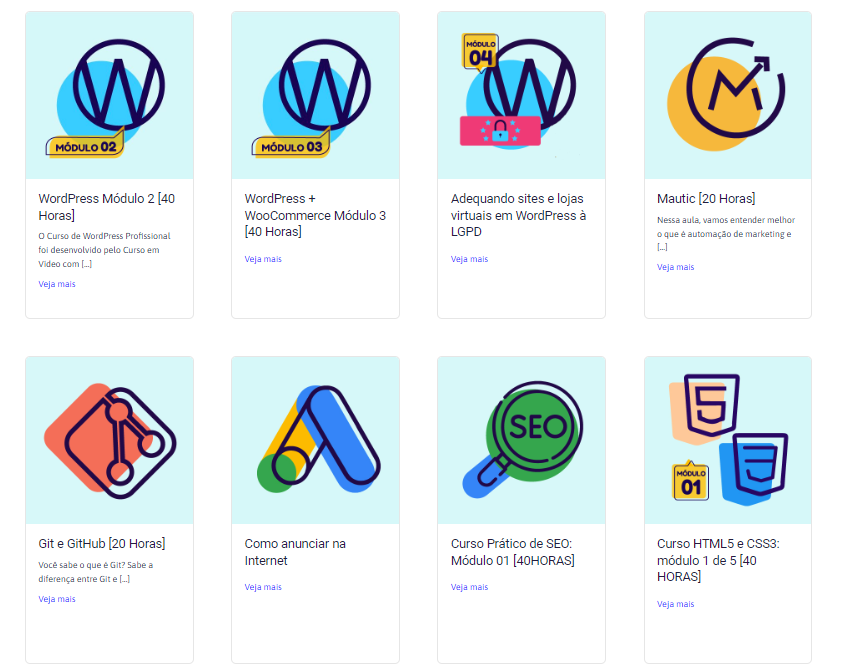 MÓDULO 02
WordPress Módulo 2 [40
Horas]
O Curso de WordPress Profissional
foi desenvolvido pelo Curso em
Vídeo com [...]
Veja mais
MÓDULO 03
WordPress +
WooCommerce Módulo 3
[40 Horas]
Veja mais
MÓDULO
04
Adequando sites e lojas
virtuais em WordPress à
LGPD
Veja mais
Mautic [20 Horas]
Nessa aula, vamos entender melhor
o que é automação de marketing e
[...]
Veja mais
Git e GitHub [20 Horas]
Você sabe o que é Git? Sabe a
diferença entre Git e [...]
Veja mais
Como anunciar na
Internet
Veja mais
SEO
Curso Prático de SEO:
Módulo 01 [40HORAS]
Veja mais
5
3
MÓDULO
01
Curso HTML5 e CSS3:
módulo 1 de 5 [40
HORAS]
Veja mais